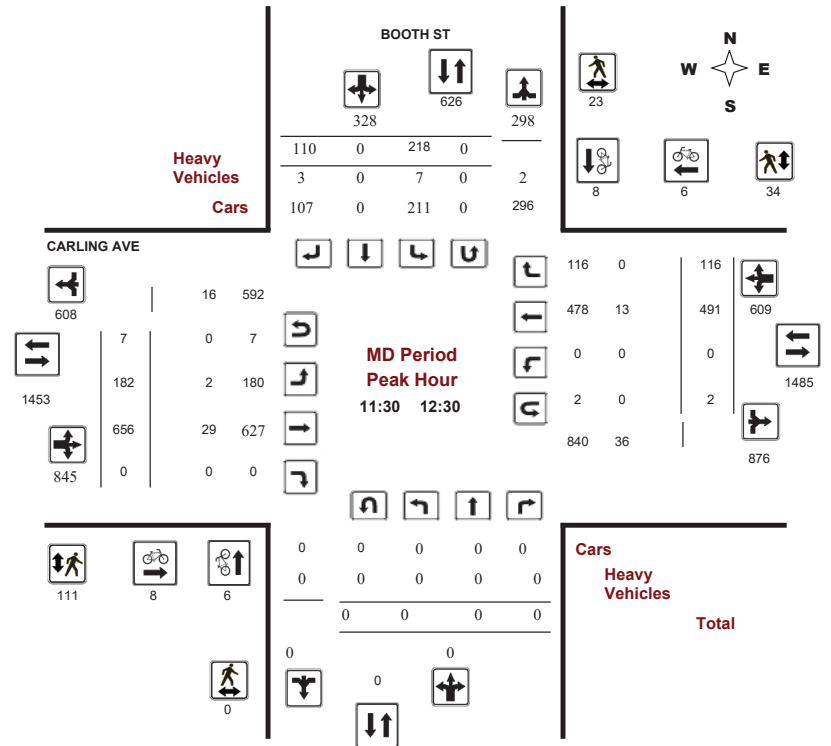 BOOTH ST
N
W E
S
626
23
328 298
110 0 218 0
Heavy
Vehicles
3 0 7 0 2
Cars
107 0 211 0 296
8 6 34
CARLING AVE
116 0 116
608
16 592
478 13 491 609
7 0 7
MD Period
Peak Hour
11:30 12:30
0 0 0
1453
182 2 180
1485
2 0 2
656 29 627
840 36
876
845
0 0 0
0 0 0 0 0
Cars
0 0 0 0 0
Heavy
Vehicles
111 8 6
0 0 0 0
Total
0 0
0
0